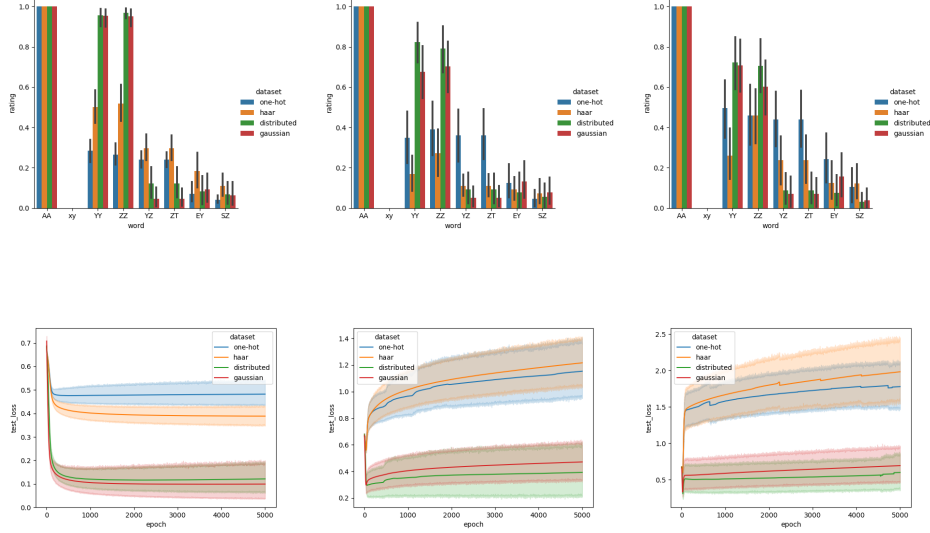 1.0
0.8
0.6
0.4
0.2
0.0
rating
AA xy YY ZZ YZ ZT EY SZ
word
dataset
one-hot
haar
distributed
gaussian
1.0
0.8
0.6
0.4
0.2
0.0
rating
AA xy YY ZZ YZ ZT EY SZ
word
dataset
one-hot
haar
distributed
gaussian
1.0
0.8
0.6
0.4
0.2
0.0
rating
AA xy YY ZZ YZ ZT EY SZ
word
dataset
one-hot
haar
distributed
gaussian
0.7
0.6
0.5
0.4
0.3
0.2
0.1
0.0
test_loss
0 1000 2000 3000 4000 5000
epoch
dataset
one-hot
haar
distributed
gaussian
1.4
1.2
1.0
0.8
0.6
0.4
0.2
test_loss
0 1000 2000 3000 4000 5000
epoch
dataset
one-hot
haar
distributed
gaussian
2.5
2.0
1.5
1.0
0.5
test_loss
0 1000 2000 3000 4000 5000
epoch
dataset
one-hot
haar
distributed
gaussian